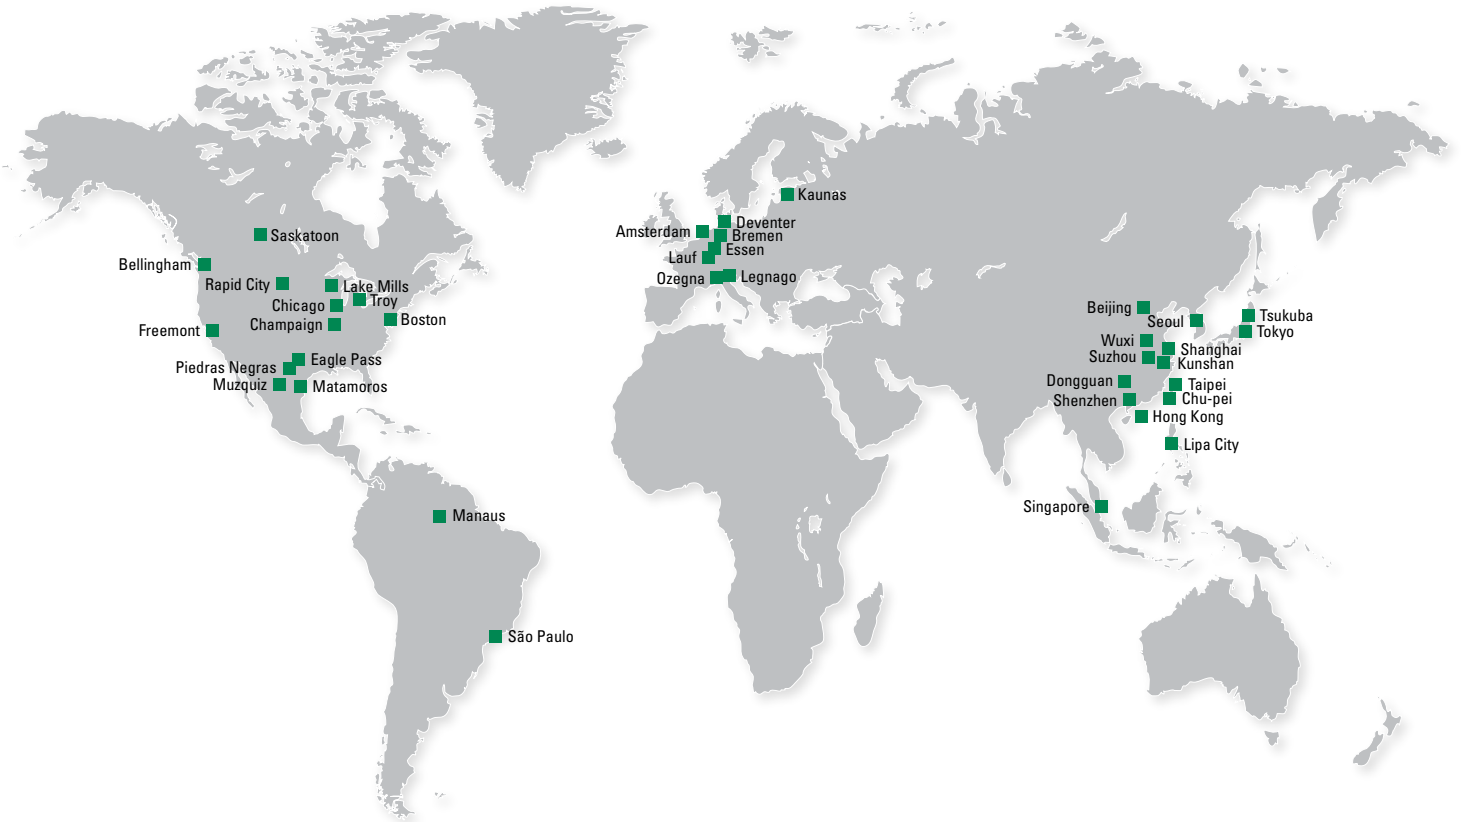 Saskatoon
Bellingham
Rapid City
Lake Mills
Troy
Chicago
Champaign
Boston
Freemont
Eagle Pass
Piedras Negras
Muzquiz
Matamoros
Manaus
São Paulo
Kaunas
Deventer
Amsterdam
Bremen
Essen
Lauf
Ozegna
Legnago
Beijing
Seoul
Tsukuba
Tokyo
Wuxi
Shanghai
Suzhou
Kunshan
Dongguan
Taipei
Shenzhen
Chu-pei
Hong Kong
Lipa City
Singapore